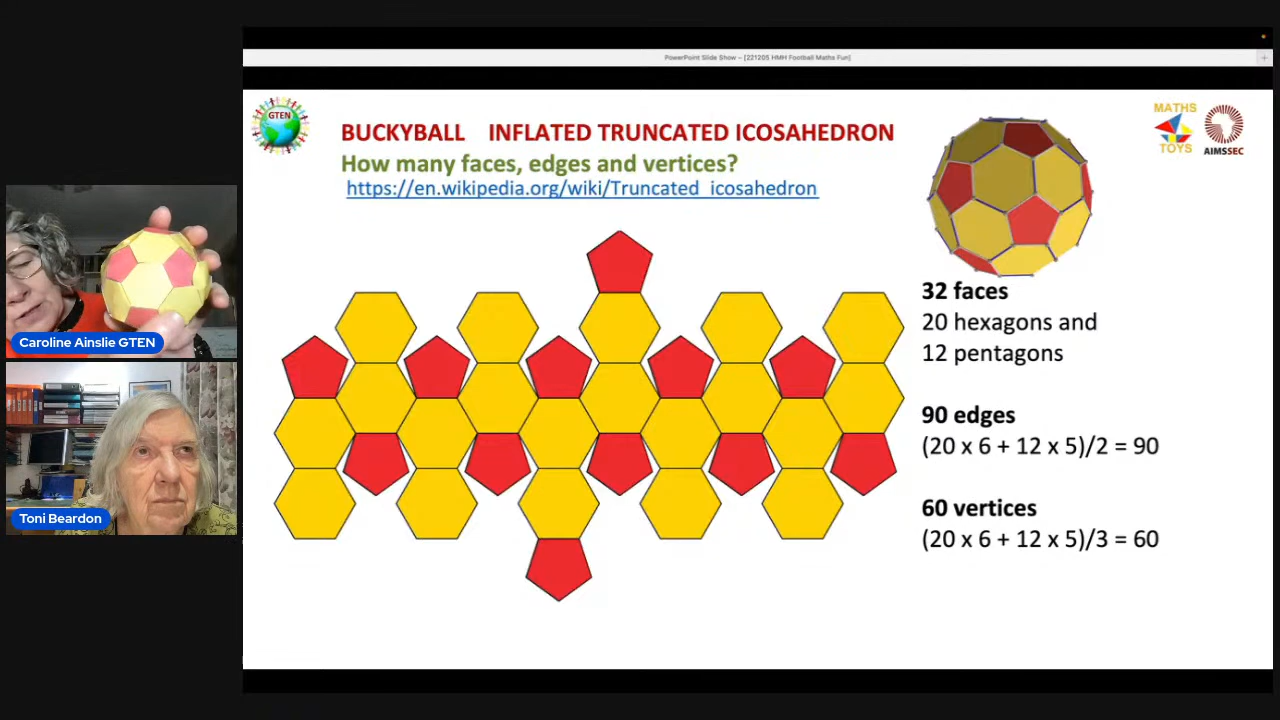 PowerPoint Slide Show – [221205 HMH Football Maths Fun]
GTEN
BUCKYBALL INFLATED TRUNCATED ICOSAHEDRON
How many faces, edges and vertices?
https://en.wikipedia.org/wiki/Truncated_icosahedron
MATHS
TOYS
AIMSSEC
32 faces
20 hexagons and
12 pentagons
90 edges
(20 x 6 + 12 x 5)/2 = 90
60 vertices
(20 x 6 + 12 x 5)/3 = 60
Caroline Ainslie GTEN
Toni Beardon